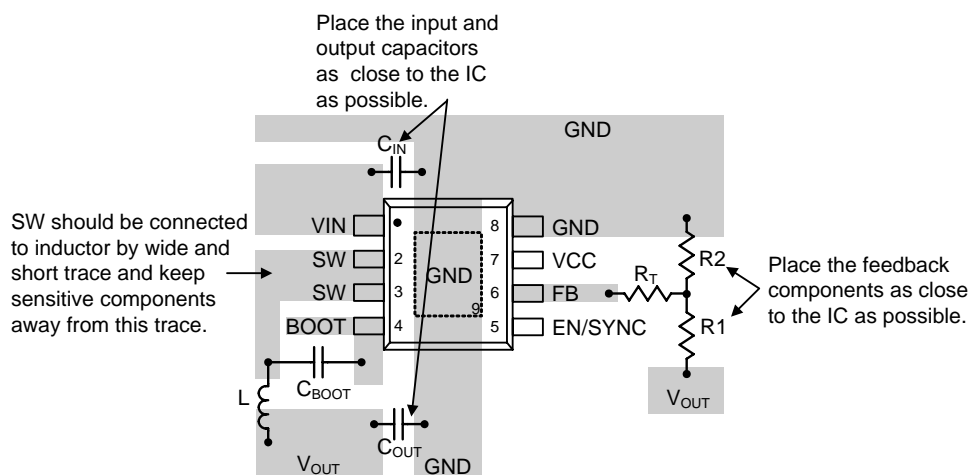 Place the input and
output capacitors
as close to the IC
as possible.
GND
CIN
SW should be connected
to inductor by wide and
short trace and keep
sensitive components
away from this trace.
VIN
SW
SW
BOOT
2
3
4
GND
9
8
7
6
5
GND
VCC
FB
EN/SYNC
RT
R2
R1
Place the feedback
components as close
to the IC as possible.
VOUT
L
CBOOT
COUT
VOUT
GND